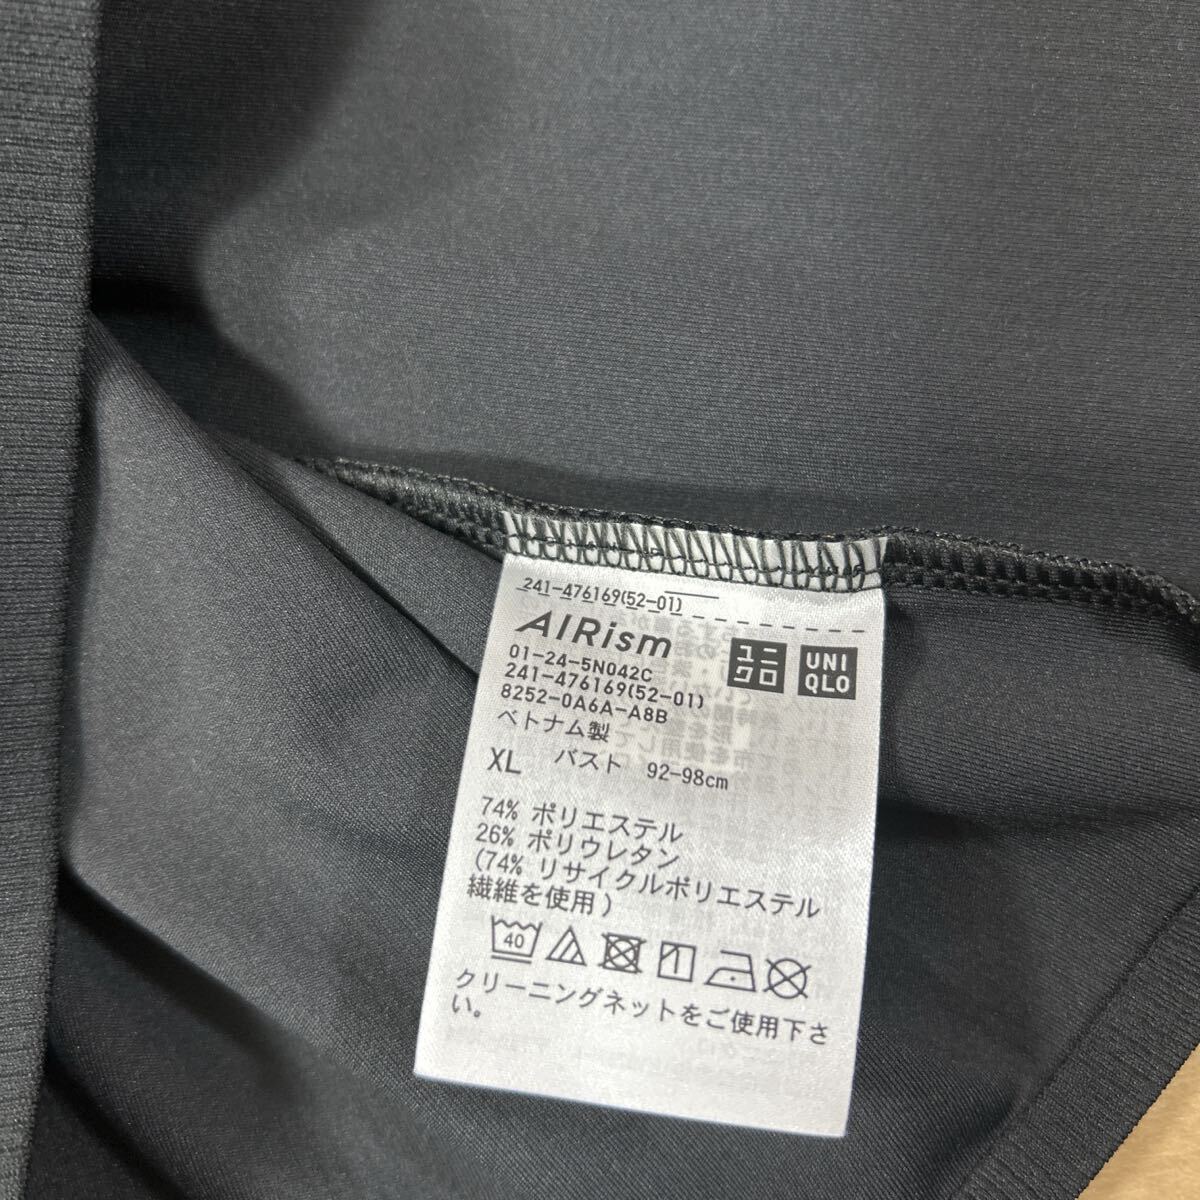 241-476169(52-01)
AIRism
ユニ
クロ
UNI
QLO
01-24-5N042C
241-476169(52-01)
8252-0A6A-A8B
ベトナム製
XL バスト 92-98cm
74% ポリエステル
26% ポリウレタン
(74% リサイクルポリエステル
繊維を使用)
40
クリーニングネットをご使用下さ
い。